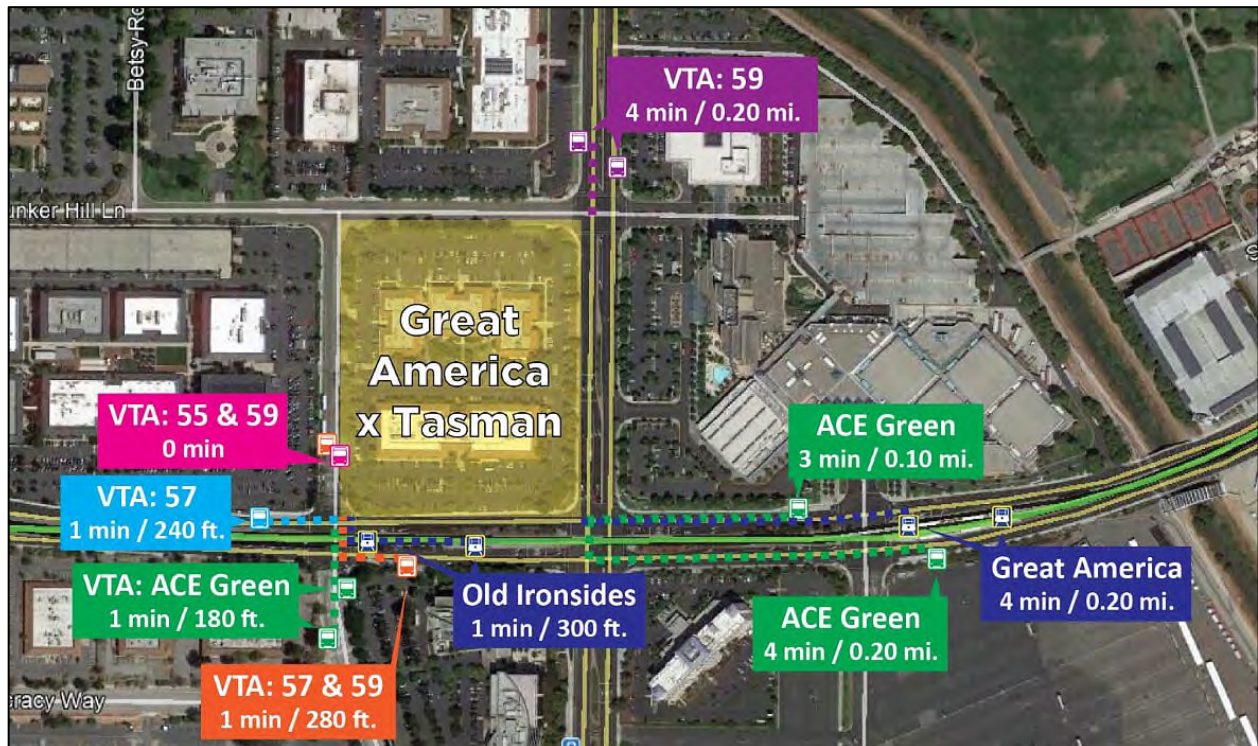 Betsy Ro
VTA: 59
4 min / 0.20 mi.
unker Hill Ln
Great
America
x Tasman
VTA: 55 & 59
0 min
ACE Green
3 min / 0.10 mi.
VTA: 57
1 min / 240 ft.
VTA: ACE Green
1 min / 180 ft.
Old Ironsides
1 min / 300 ft.
Great America
4 min / 0.20 mi.
ACE Green
4 min / 0.20 mi.
VTA: 57 & 59
1 min / 280 ft.
cracy Way